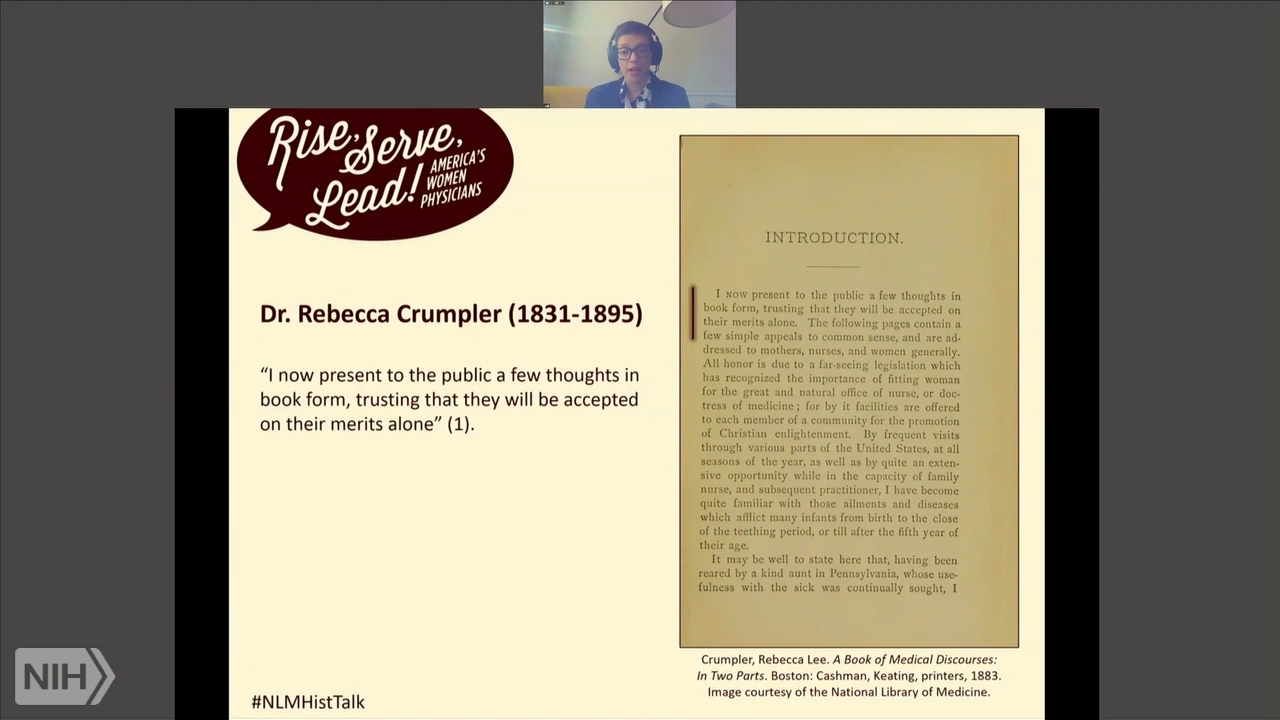 Rise, Serve,
Lead! AMERICA'S
WOMEN
PHYSICIANS
Dr. Rebecca Crumpler (1831-1895)
“I now present to the public a few thoughts in
book form, trusting that they will be accepted
on their merits alone” (1).
#NLMHistTalk
NIH
INTRODUCTION.
I NOW present to the public a few thoughts in
book form, trusting that they will be accepted on
their merits alone. The following pages contain a
few simple appeals to common sense, and are ad-
dressed to mothers, nurses, and women generally.
All honor is due to a far-seeing legislation which
has recognized the importance of fitting woman
for the great and natural office of nurse, or doc-
tress of medicine; for by it facilities are offered
to each member of a community for the promotion
of Christian enlightenment. By frequent visits
through various parts of the United States, at all
seasons of the year, as well as by quite an exten-
sive opportunity while in the capacity of family
nurse, and subsequent practitioner, I have become
quite familiar with those ailments and diseases
which afflict many infants from birth to the close
of the teething period, or till after the fifth year of
their age.
It may be well to state here that, having been
reared by a kind aunt in Pennsylvania, whose use-
fulness with the sick was continually sought, I
Crumpler, Rebecca Lee. A Book of Medical Discourses:
In Two Parts. Boston: Cashman, Keating, printers, 1883.
Image courtesy of the National Library of Medicine.